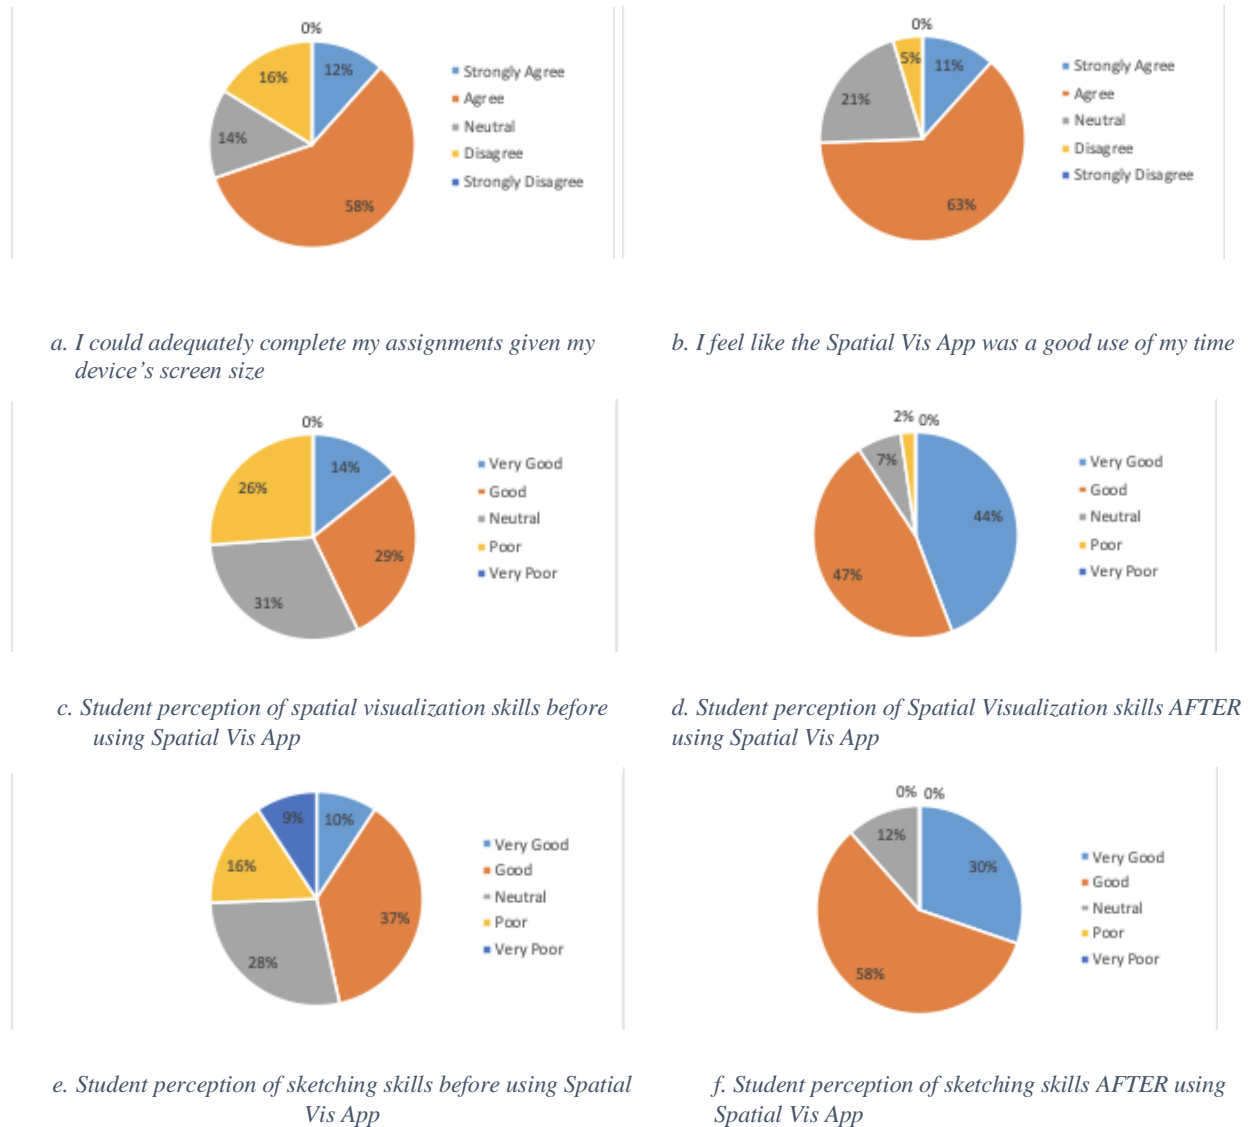 0%
12%
16%
14%
58%
Strongly Agree
Agree
Neutral
Disagree
Strongly Disagree
0%
5%
11%
21%
63%
Strongly Agree
Agree
Neutral
Disagree
Strongly Disagree
a. I could adequately complete my assignments given my
device’s screen size
b. I feel like the Spatial Vis App was a good use of my time
0%
14%
26%
29%
31%
Very Good
Good
Neutral
Poor
Very Poor
2% 0%
7%
44%
47%
Very Good
Good
Neutral
Poor
Very Poor
c. Student perception of spatial visualization skills before
using Spatial Vis App
d. Student perception of Spatial Visualization skills AFTER
using Spatial Vis App
9% 10%
16%
37%
28%
Very Good
Good
Neutral
Poor
Very Poor
0% 0%
12%
30%
58%
Very Good
Good
Neutral
Poor
Very Poor
e. Student perception of sketching skills before using Spatial
Vis App
f. Student perception of sketching skills AFTER using
Spatial Vis App